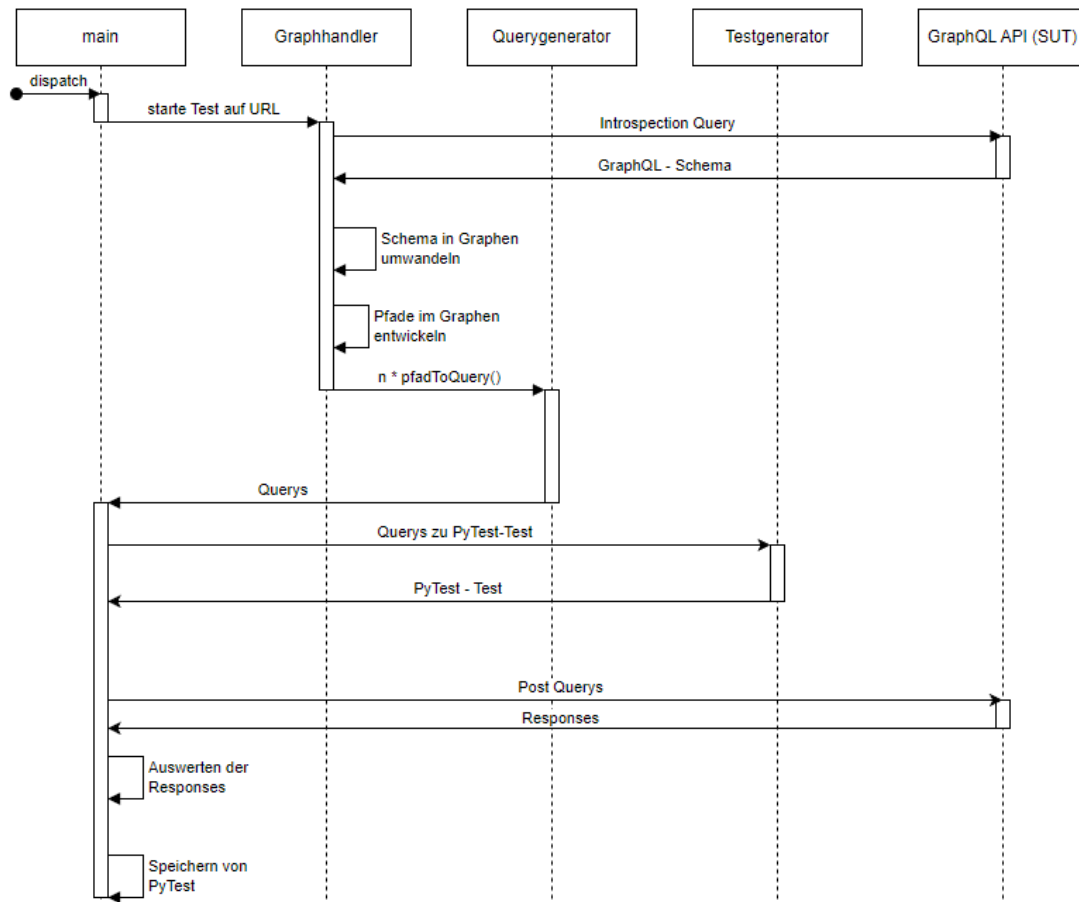 main
Graphhandler
Querygenerator
Testgenerator
GraphQL API (SUT)
dispatch
starte Test auf URL
Introspection Query
GraphQL - Schema
Schema in Graphen
umwandeln
Pfade im Graphen
entwickeln
n * pfadToQuery()
Querys
Querys zu PyTest-Test
PyTest - Test
Post Querys
Responses
Auswerten der
Responses
Speichern von
PyTest